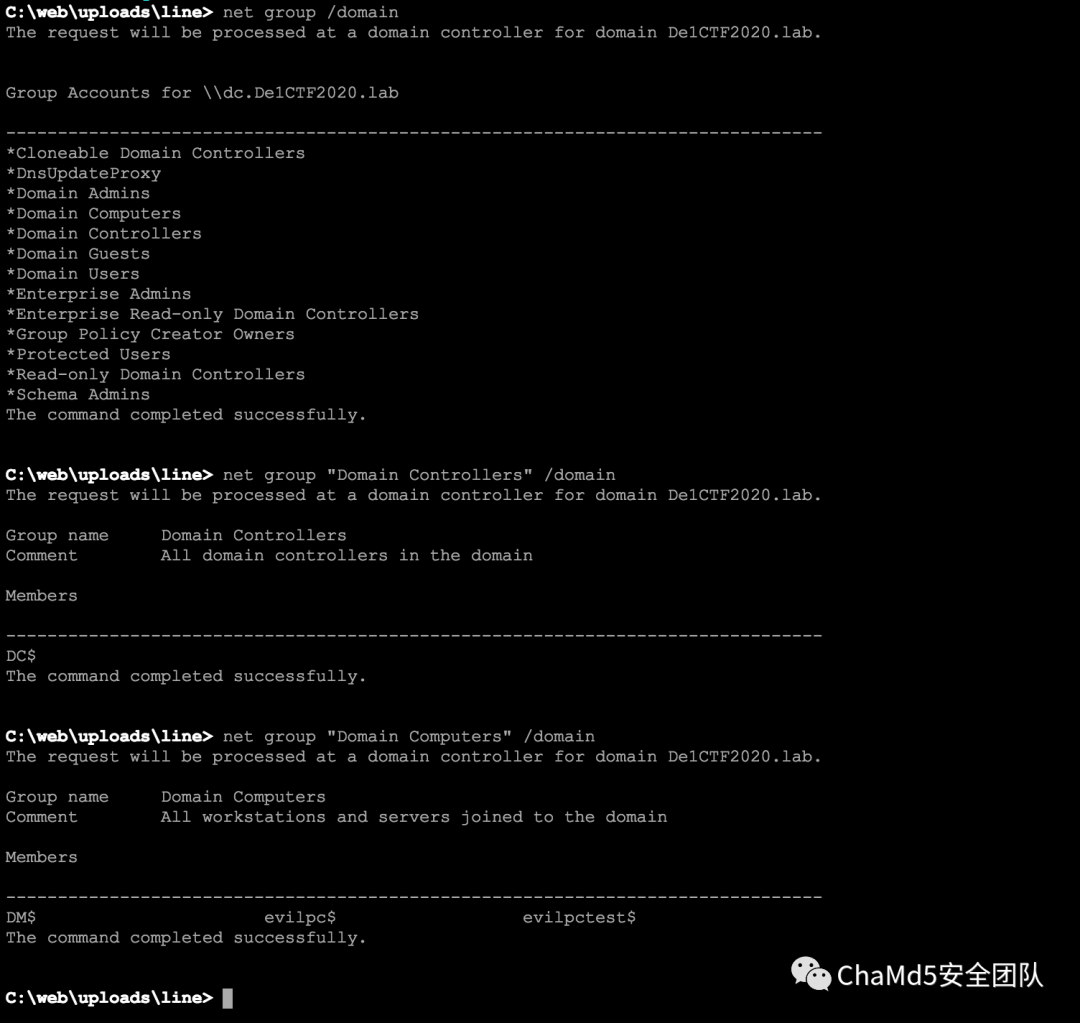 C:\web\uploads\line> net group /domain
The request will be processed at a domain controller for domain De1CTF2020.lab.
Group Accounts for \\dc.De1CTF2020.lab
-------------------------------------------------------------------------------
*Cloneable Domain Controllers
*DnsUpdateProxy
*Domain Admins
*Domain Computers
*Domain Controllers
*Domain Guests
*Domain Users
*Enterprise Admins
*Enterprise Read-only Domain Controllers
*Group Policy Creator Owners
*Protected Users
*Read-only Domain Controllers
*Schema Admins
The command completed successfully.
C:\web\uploads\line> net group "Domain Controllers" /domain
The request will be processed at a domain controller for domain De1CTF2020.lab.
Group name     Domain Controllers
Comment        All domain controllers in the domain
Members
-------------------------------------------------------------------------------
DC$
The command completed successfully.
C:\web\uploads\line> net group "Domain Computers" /domain
The request will be processed at a domain controller for domain De1CTF2020.lab.
Group name     Domain Computers
Comment        All workstations and servers joined to the domain
Members
-------------------------------------------------------------------------------
DM$                      evilpc$                  evilpctest$
The command completed successfully.
C:\web\uploads\line>
ChaMd5安全团队